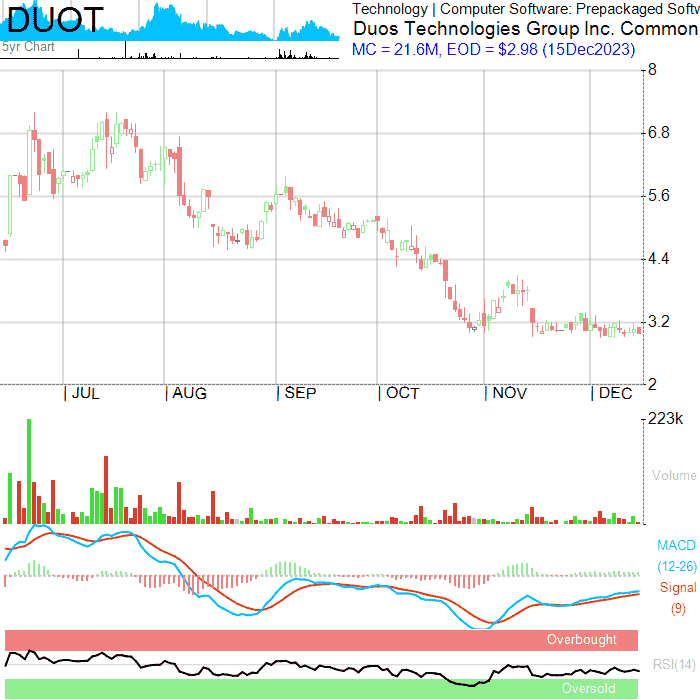 DUOT
5yr Chart
Technology | Computer Software: Prepackaged Softw
Duos Technologies Group Inc. Common
MC = 21.6M, EOD = $2.98 (15Dec2023)
8
6.8
5.6
4.4
3.2
2
| JUL | AUG | SEP | OCT | NOV | DEC
223k
Volume
MACD
(12-26)
Signal
(9)
Overbought
RSI(14)
Oversold